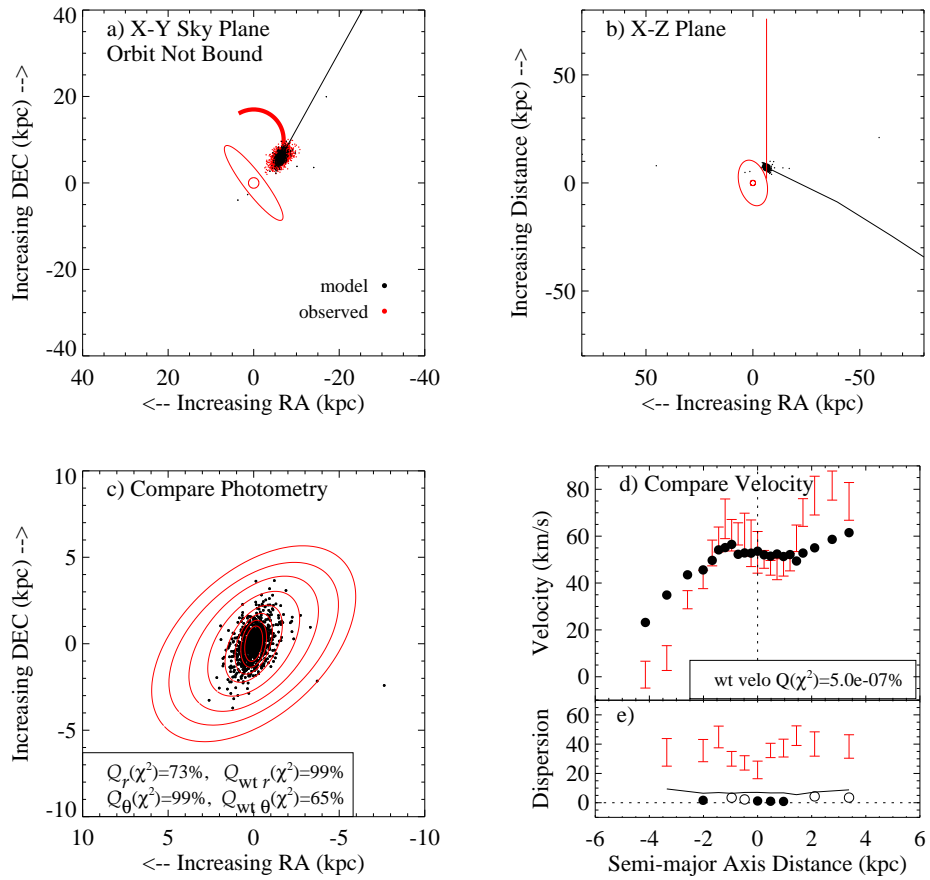 a) X-Y Sky Plane
Orbit Not Bound
Increasing DEC (kpc) -->
40
20
0
-20
-40
model
observed
40 20 0 -20 -40
<-- Increasing RA (kpc)
b) X-Z Plane
Increasing Distance (kpc) -->
50
0
-50
50 0 -50
<-- Increasing RA (kpc)
c) Compare Photometry
Increasing DEC (kpc) -->
10
5
0
-5
-10
Q_r(χ²)=73%, Q_wt r(χ²)=99%
Q_θ(χ²)=99%, Q_wt θ(χ²)=65%
10 5 0 -5 -10
<-- Increasing RA (kpc)
d) Compare Velocity
Velocity (km/s)
80
60
40
20
0
wt velo Q(χ²)=5.0e-07%
e)
Dispersion
60
40
20
0
-6 -4 -2 0 2 4 6
Semi-major Axis Distance (kpc)